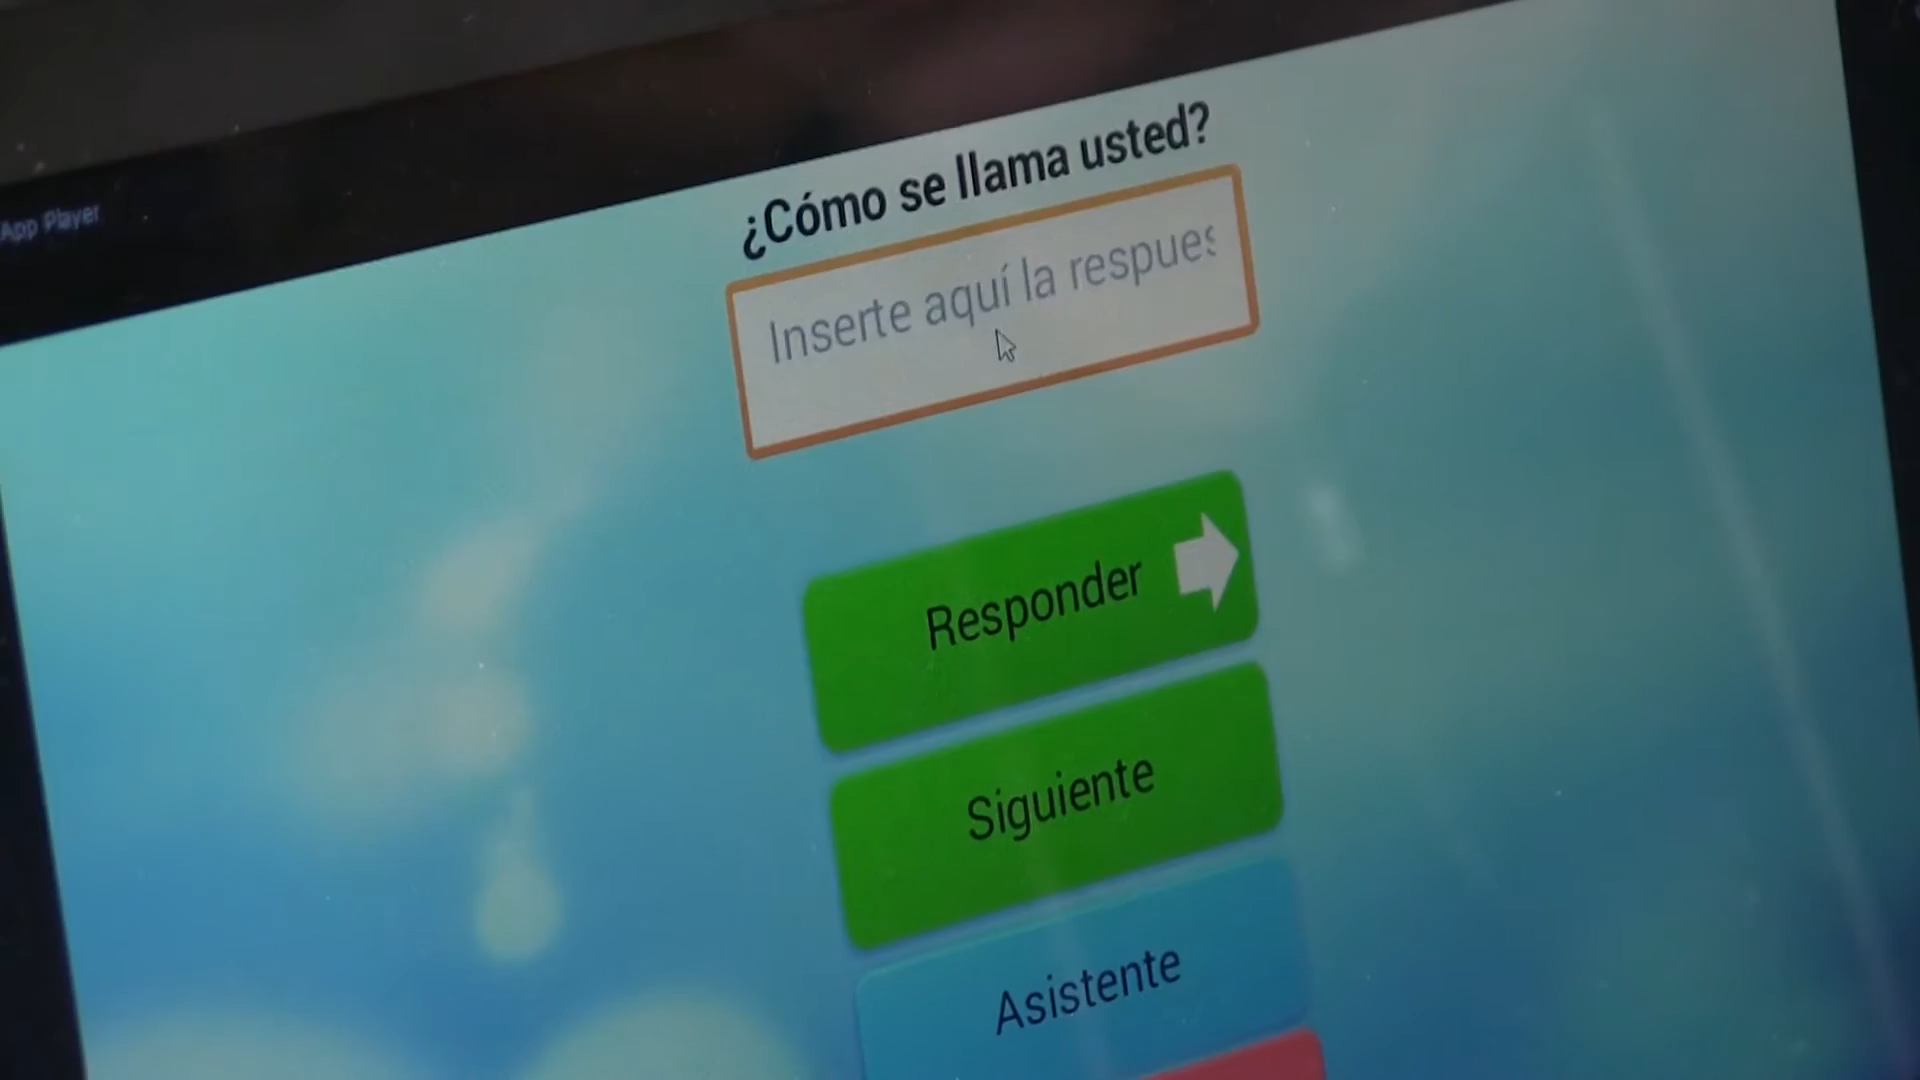 App Player
¿Cómo se llama usted?
Inserte aquí la respues
Responder
Siguiente
Asistente